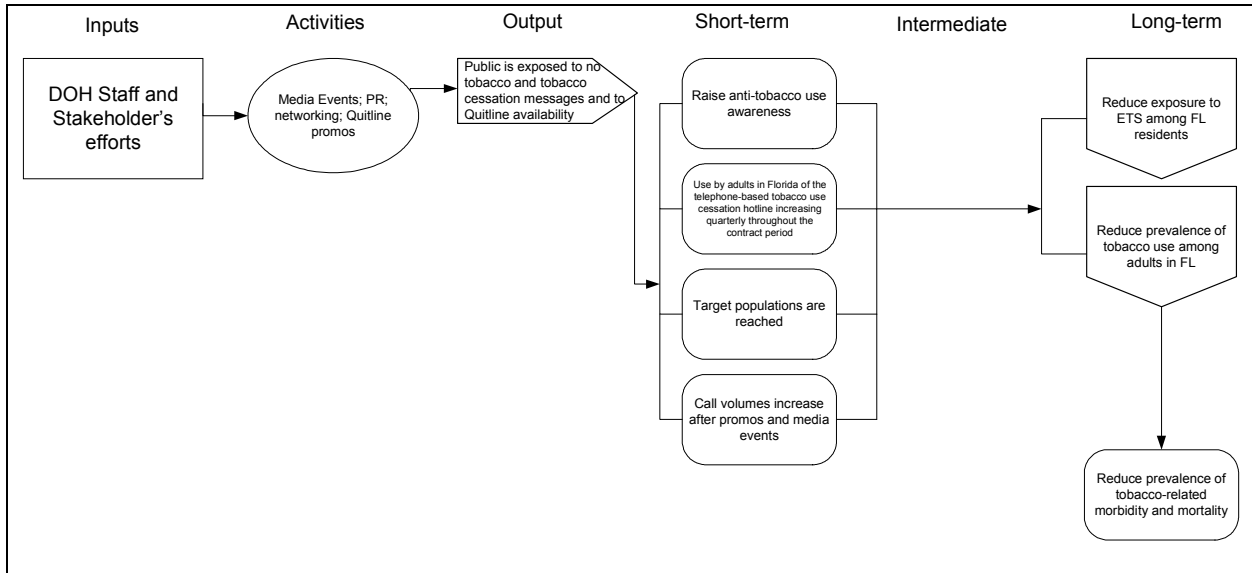 Inputs
Activities
Output
Short-term
Intermediate
Long-term
DOH Staff and
Stakeholder's
efforts
Media Events; PR;
networking; Quitline
promos
Public is exposed to no
tobacco and tobacco
cessation messages and to
Quitline availability
Raise anti-tobacco use
awareness
Use by adults in Florida of the
telephone-based tobacco use
cessation hotline increasing
quarterly throughout the
contract period
Target populations are
reached
Call volumes increase
after promos and media
events
Reduce exposure to
ETS among FL
residents
Reduce prevalence of
tobacco use among
adults in FL
Reduce prevalence of
tobacco-related
morbidity and mortality